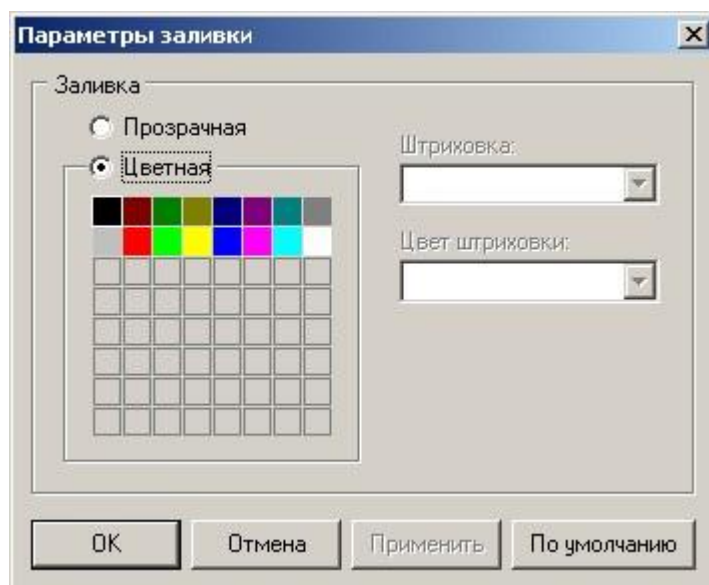 Параметры заливки
Заливка
Прозрачная
Цветная
Штриховка:
Цвет штриховки:
OK
Отмена
Применить
По умолчанию